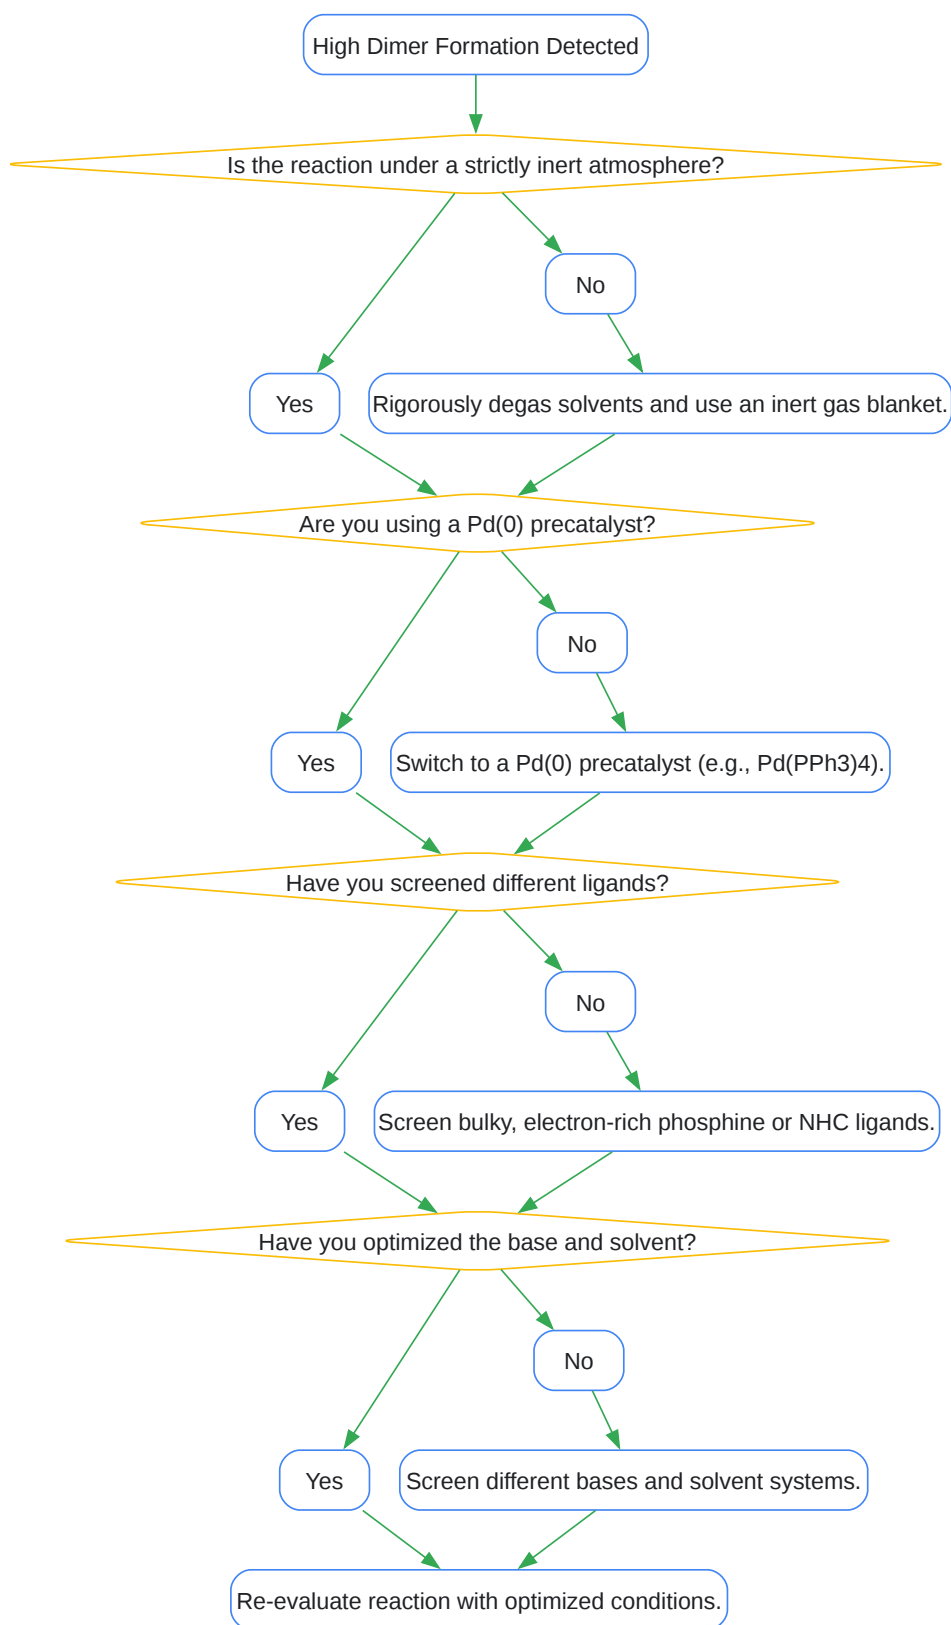 High Dimer Formation Detected
Is the reaction under a strictly inert atmosphere?
No
Yes
Rigorously degas solvents and use an inert gas blanket.
Are you using a Pd(0) precatalyst?
No
Yes
Switch to a Pd(0) precatalyst (e.g., Pd(PPh3)4).
Have you screened different ligands?
No
Yes
Screen bulky, electron-rich phosphine or NHC ligands.
Have you optimized the base and solvent?
No
Yes
Screen different bases and solvent systems.
Re-evaluate reaction with optimized conditions.